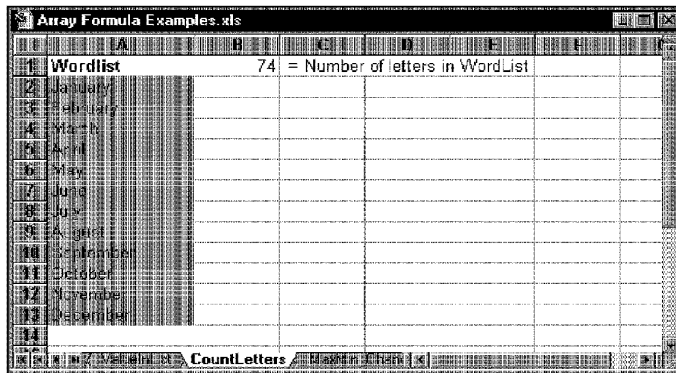 Array Formula Examples.xls
A B C D E F
1 Wordlist 74 = Number of letters in WordList
2 January
3 February
4 March
5 April
6 May
7 June
8 July
9 August
10 September
11 October
12 November
13 December
14
CountLetters